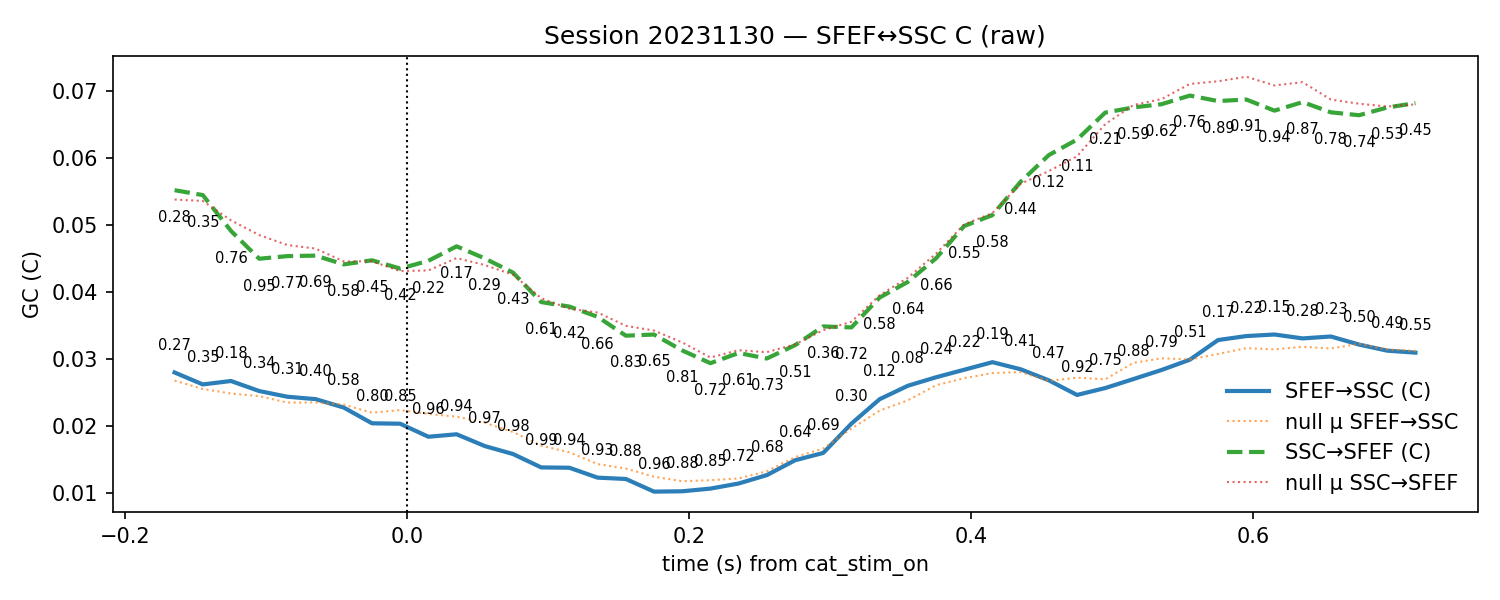 Session 20231130 — SFEF↔SSC C (raw)
GC (C)
0.07
0.06
0.05
0.04
0.03
0.02
0.01
0.28 0.35 0.76 0.95 0.77 0.69 0.58 0.45 0.42 0.22 0.17 0.29 0.43 0.61 0.42 0.66 0.83 0.65 0.81 0.72 0.61 0.73 0.51 0.36 0.72 0.58 0.64 0.66 0.55 0.58 0.44 0.12 0.11 0.21 0.59 0.62 0.76 0.89 0.91 0.94 0.87 0.78 0.74 0.53 0.45
0.27 0.35 0.18 0.34 0.31 0.40 0.58 0.80 0.85 0.96 0.94 0.97 0.98 0.99 0.94 0.93 0.88 0.96 0.88 0.85 0.72 0.68 0.64 0.69 0.30 0.12 0.08 0.24 0.22 0.19 0.41 0.47 0.92 0.75 0.88 0.79 0.51 0.17 0.22 0.15 0.28 0.23 0.50 0.49 0.55
SFEF→SSC (C)
null μ SFEF→SSC
SSC→SFEF (C)
null μ SSC→SFEF
−0.2 0.0 0.2 0.4 0.6
time (s) from cat_stim_on